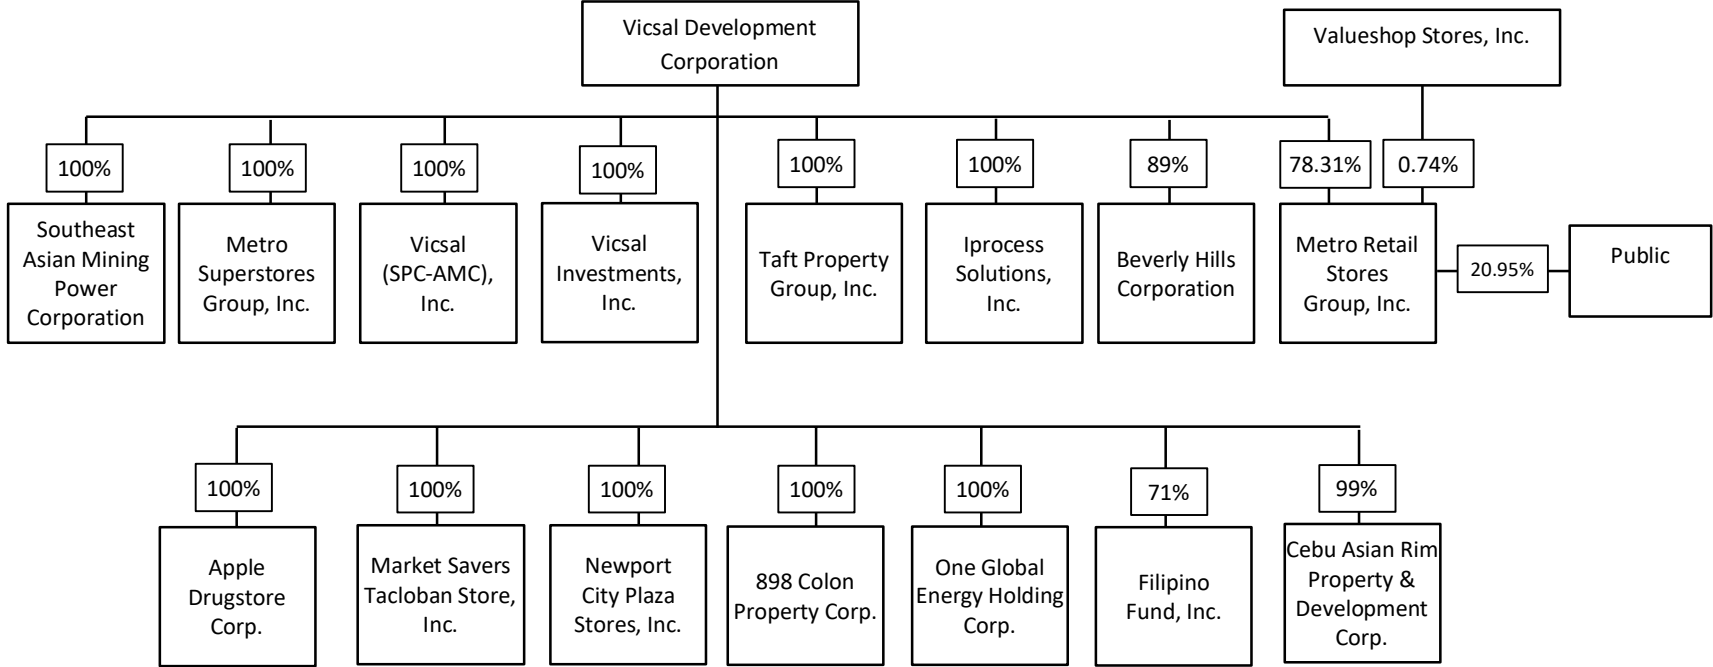 Vicsal Development
Corporation
Valueshop Stores, Inc.
100%
100%
100%
100%
100%
100%
89%
78.31%
0.74%
Southeast
Asian Mining
Power
Corporation
Metro
Superstores
Group, Inc.
Vicsal
(SPC-AMC),
Inc.
Vicsal
Investments,
Inc.
Taft Property
Group, Inc.
Iprocess
Solutions,
Inc.
Beverly Hills
Corporation
Metro Retail
Stores
Group, Inc.
20.95%
Public
100%
100%
100%
100%
100%
71%
99%
Apple
Drugstore
Corp.
Market Savers
Tacloban Store,
Inc.
Newport
City Plaza
Stores, Inc.
898 Colon
Property Corp.
One Global
Energy Holding
Corp.
Filipino
Fund, Inc.
Cebu Asian Rim
Property &
Development
Corp.